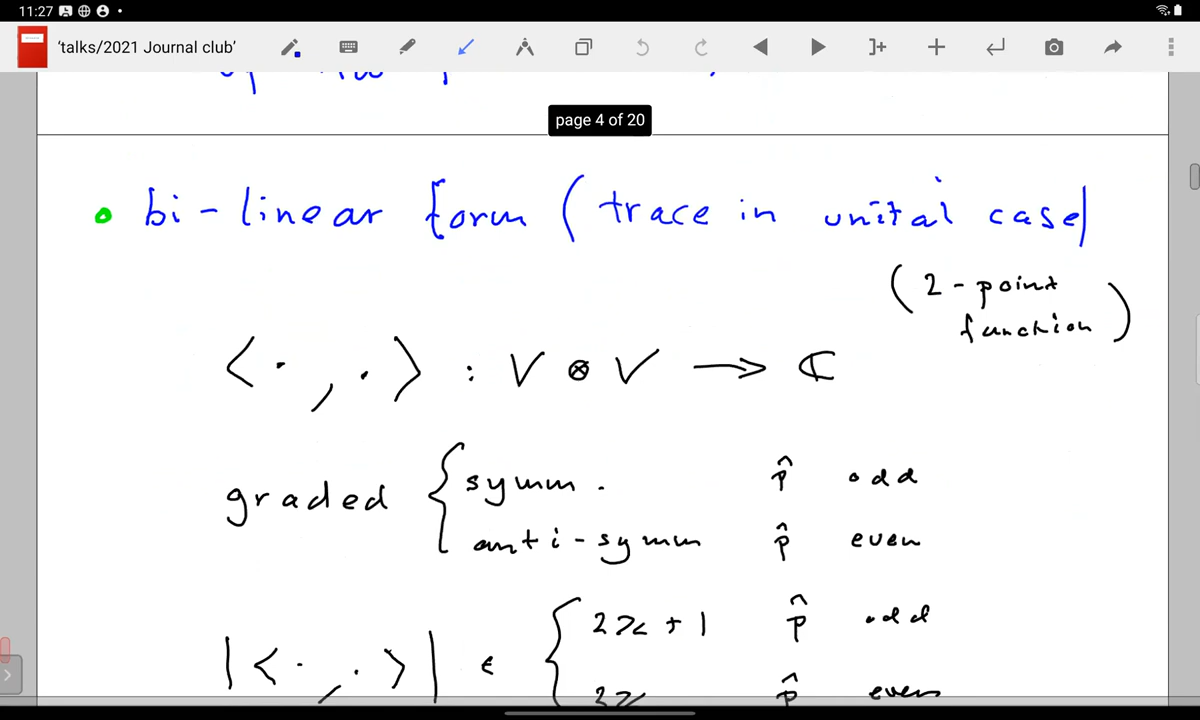 11:27
'talks/2021 Journal club'
page 4 of 20
• bi-linear form (trace in unital case)
(2-point function)
<·,·> : V ⊗ V → ℂ
graded { symm. p̂ odd
anti-symm p̂ even
|<·,·>| ∈ { 2ℤ+1 p̂ odd
2ℤ p̂ even